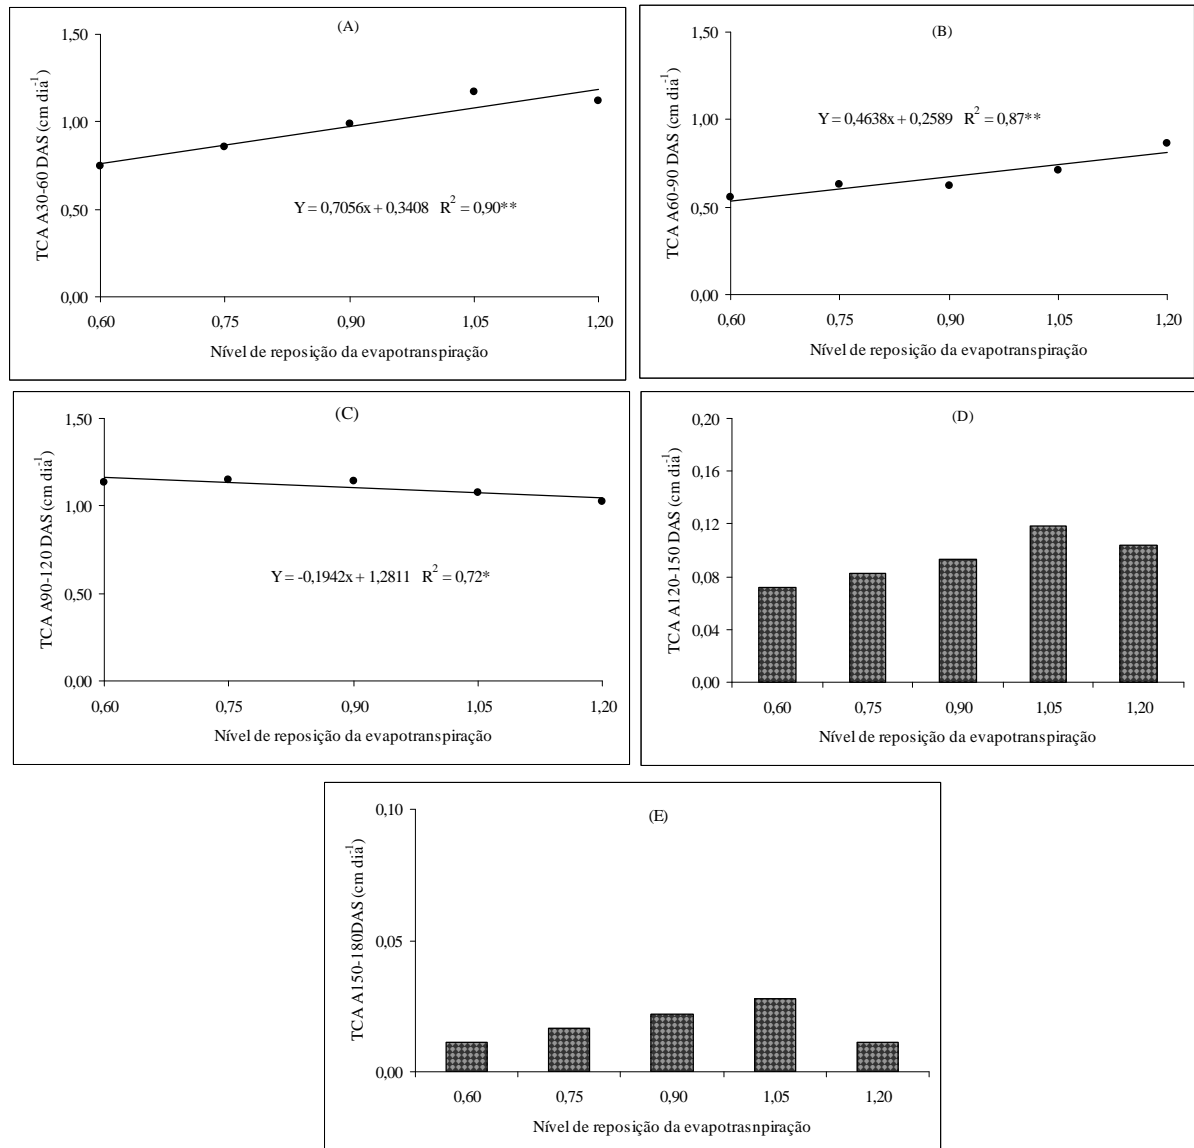 (A)
TCA A30-60 DAS (cm dia⁻¹)
1,50
1,00
0,50
0,00
Y = 0,7056x + 0,3408 R² = 0,90**
0,60 0,75 0,90 1,05 1,20
Nível de reposição da evapotranspiração
(B)
TCA A60-90 DAS (cm dia⁻¹)
1,50
1,00
0,50
0,00
Y = 0,4638x + 0,2589 R² = 0,87**
0,60 0,75 0,90 1,05 1,20
Nível de reposição da evapotranspiração
(C)
TCA A90-120 DAS (cm dia⁻¹)
1,50
1,00
0,50
0,00
Y = -0,1942x + 1,2811 R² = 0,72*
0,60 0,75 0,90 1,05 1,20
Nível de reposição da evapotranspiração
(D)
TCA A120-150 DAS (cm dia⁻¹)
0,20
0,16
0,12
0,08
0,04
0,00
0,60 0,75 0,90 1,05 1,20
Nível de reposição da evapotranspiração
(E)
TCA A150-180DAS (cm dia⁻¹)
0,10
0,05
0,00
0,60 0,75 0,90 1,05 1,20
Nível de reposição da evapotrasnpiração